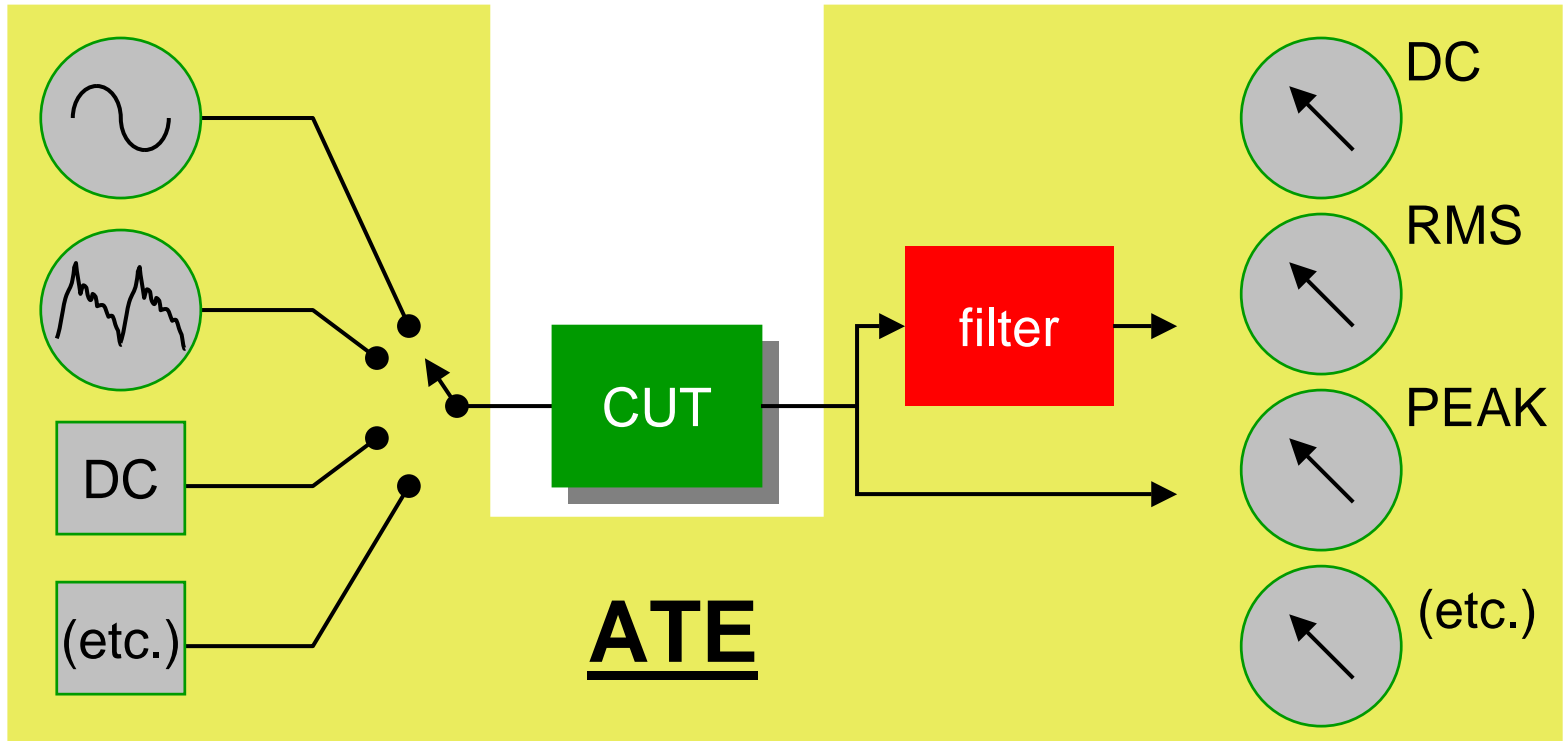 DC
RMS
filter
CUT
PEAK
DC
(etc.)
ATE
(etc.)